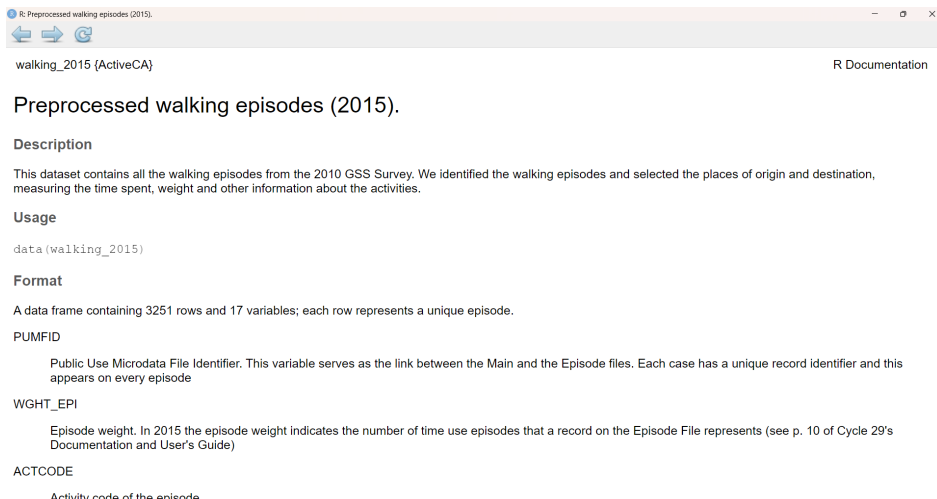 R: Preprocessed walking episodes (2015).
walking_2015 {ActiveCA}
R Documentation
Preprocessed walking episodes (2015).
Description
This dataset contains all the walking episodes from the 2010 GSS Survey. We identified the walking episodes and selected the places of origin and destination,
measuring the time spent, weight and other information about the activities.
Usage
data(walking_2015)
Format
A data frame containing 3251 rows and 17 variables; each row represents a unique episode.
PUMFID
Public Use Microdata File Identifier. This variable serves as the link between the Main and the Episode files. Each case has a unique record identifier and this
appears on every episode
WGHT_EPI
Episode weight. In 2015 the episode weight indicates the number of time use episodes that a record on the Episode File represents (see p. 10 of Cycle 29's
Documentation and User's Guide)
ACTCODE
Activity code of the episode